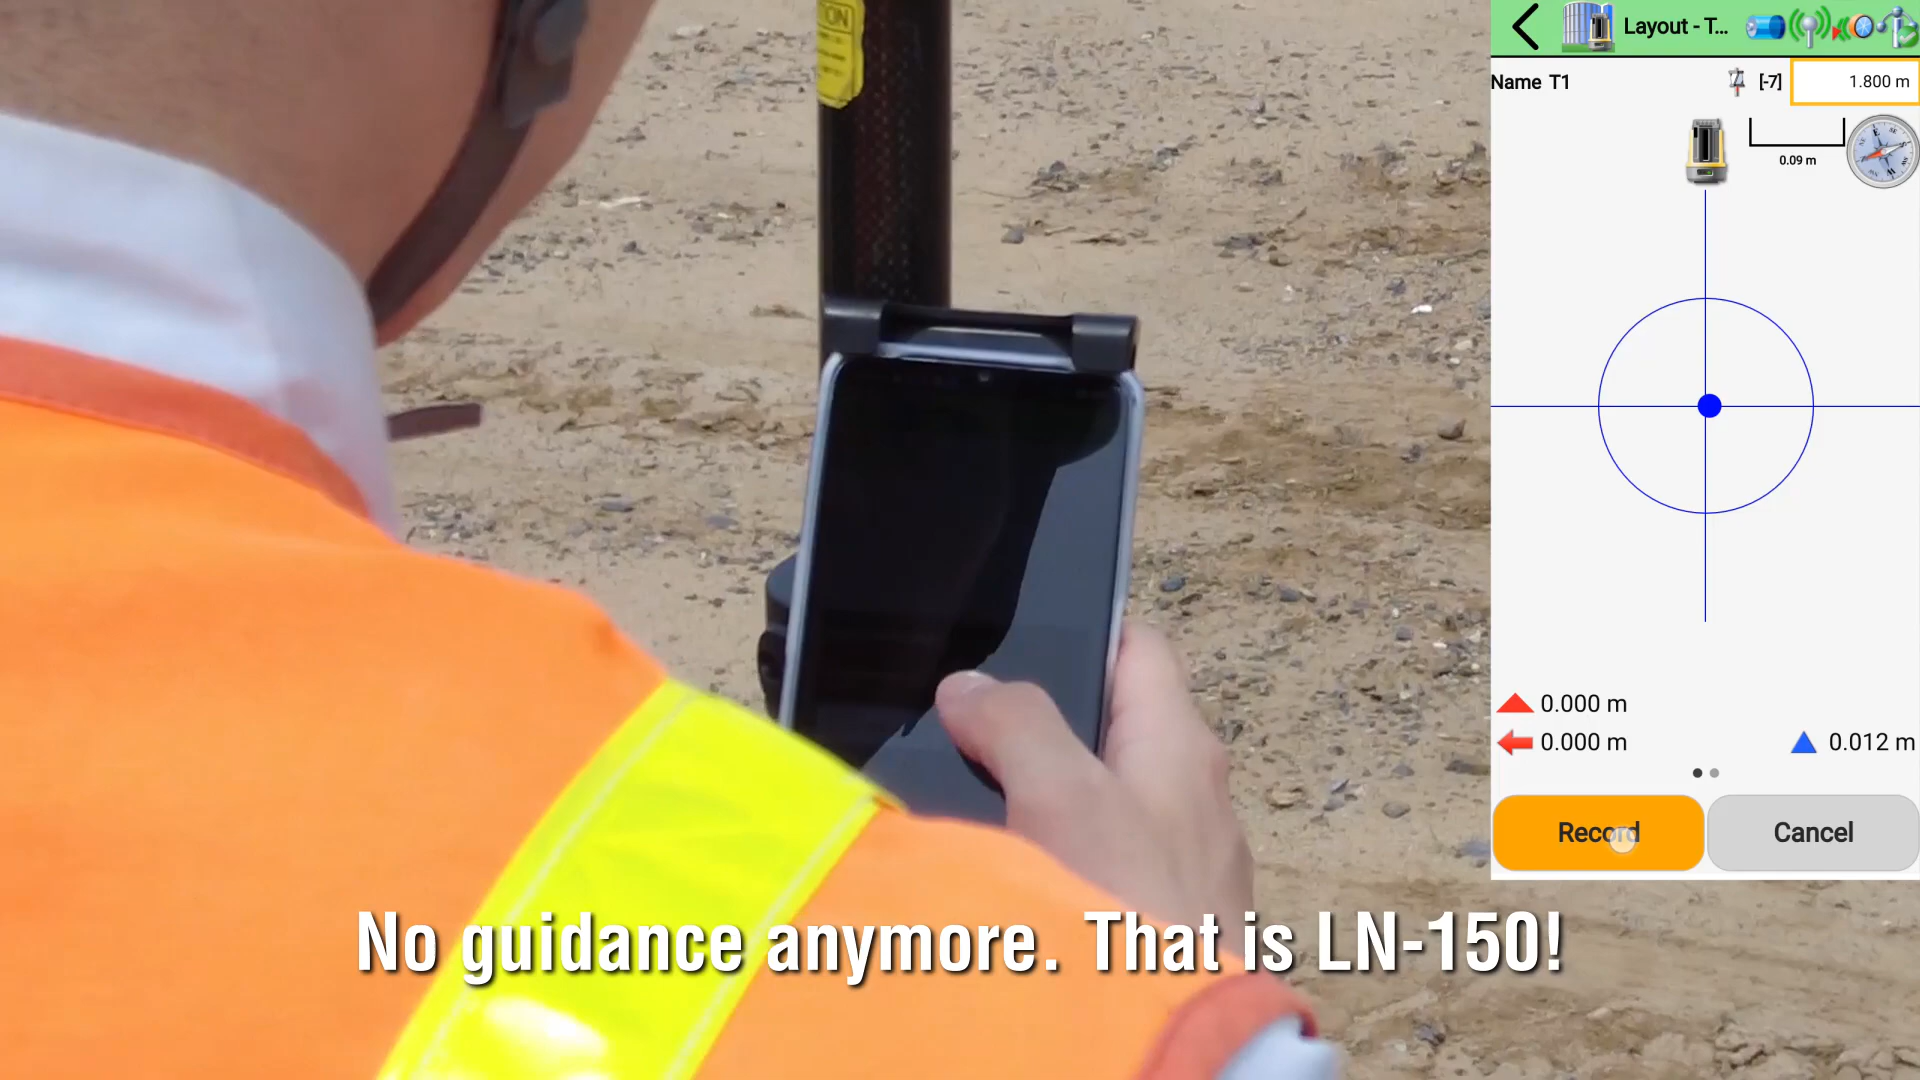 TION
Layout - T...
Name T1 [-7] 1.800 m
0.09 m
0.000 m
0.000 m 0.012 m
Record Cancel
No guidance anymore. That is LN-150!